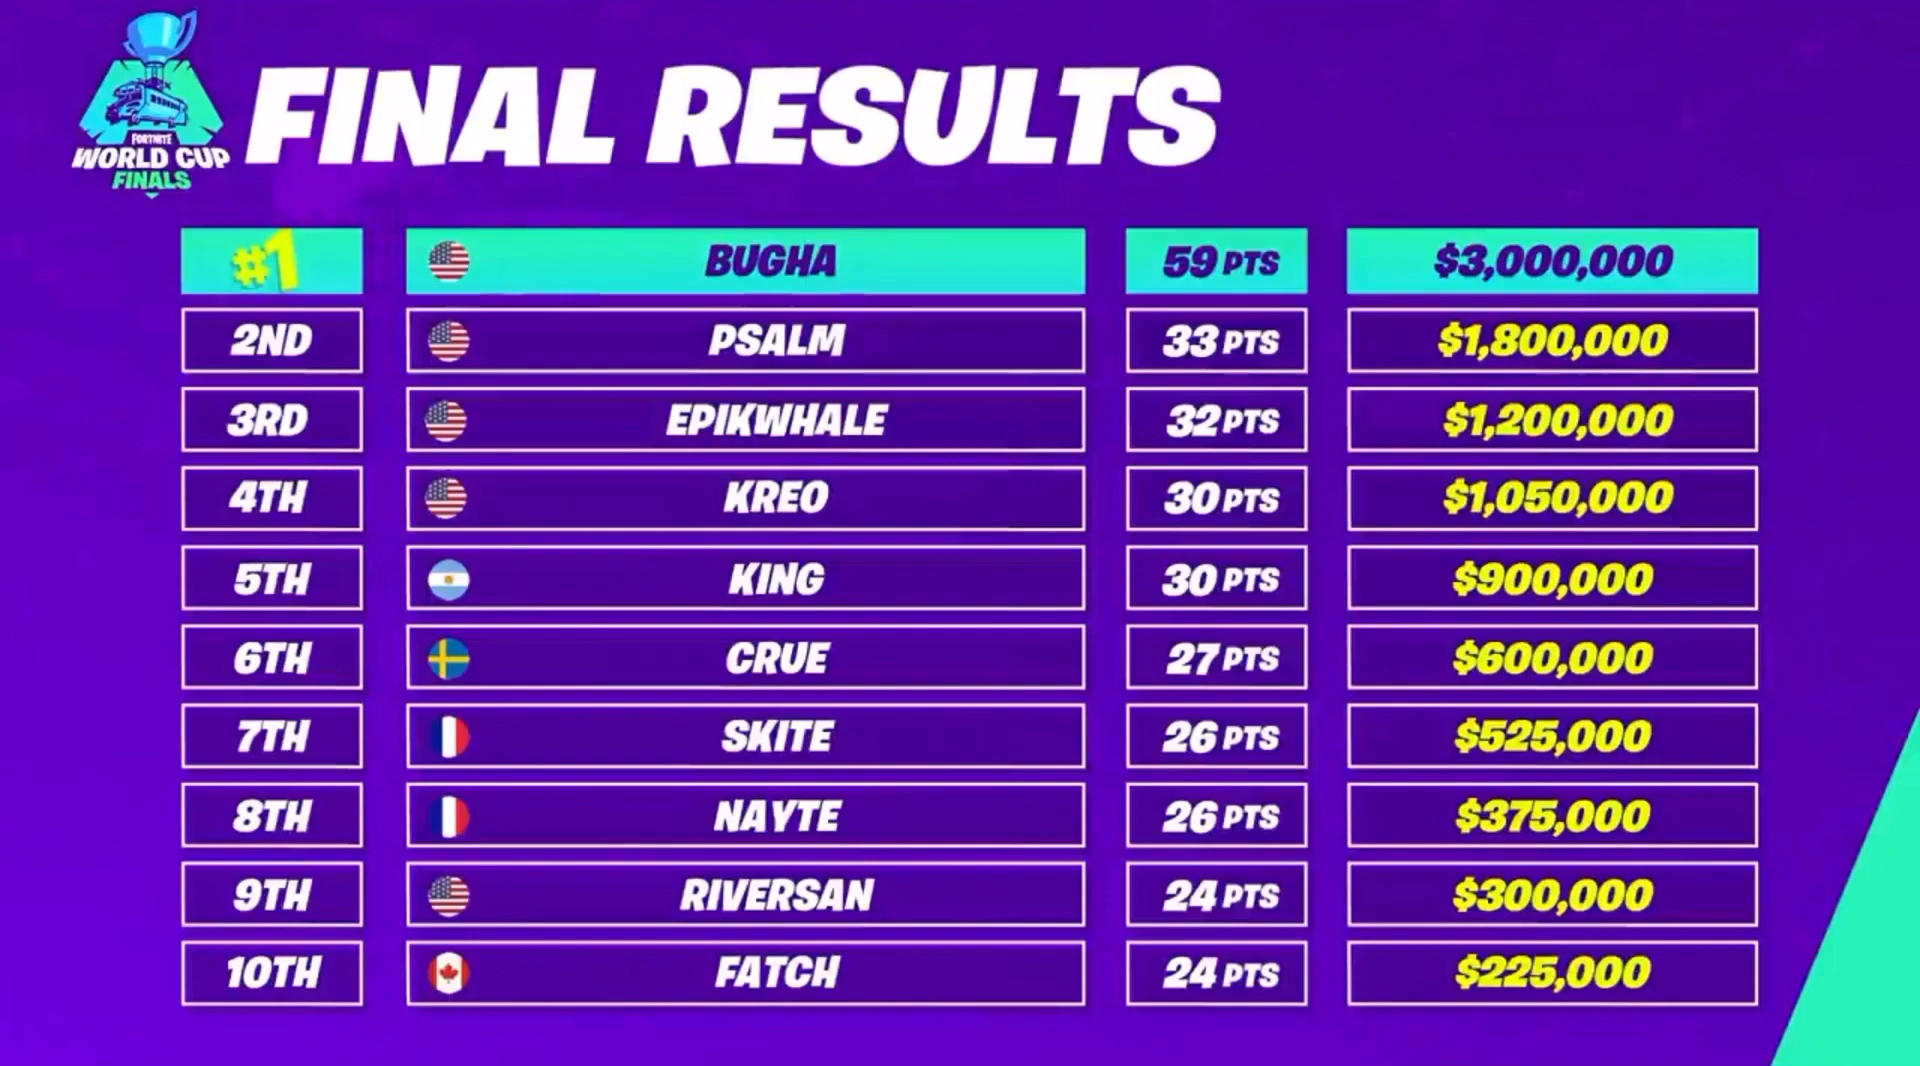 FORTNITE
WORLD CUP
FINALS
FINAL RESULTS
#1 BUGHA 59 PTS $3,000,000
2ND PSALM 33 PTS $1,800,000
3RD EPIKWHALE 32 PTS $1,200,000
4TH KREO 30 PTS $1,050,000
5TH KING 30 PTS $900,000
6TH CRUE 27 PTS $600,000
7TH SKITE 26 PTS $525,000
8TH NAYTE 26 PTS $375,000
9TH RIVERSAN 24 PTS $300,000
10TH FATCH 24 PTS $225,000